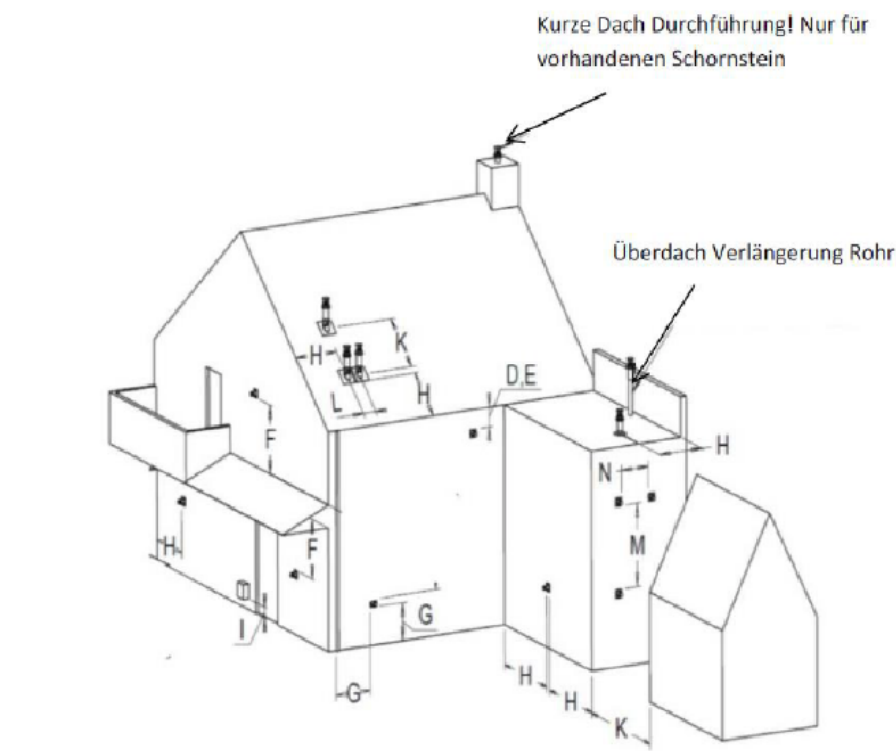 Kurze Dach Durchführung! Nur für
vorhandenen Schornstein
Überdach Verlängerung Rohr
H
K
D,E
L
H
F
H
N
H
F
M
I
G
G
H
H
K